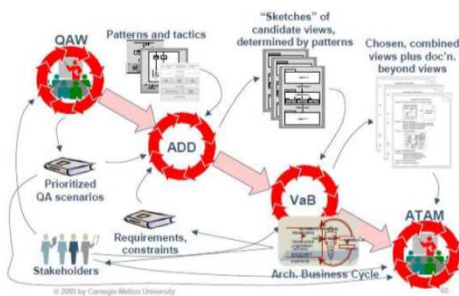 QAW
Patterns and tactics
"Sketches" of
candidate views,
determined by patterns
Chosen, combined
views plus doc'n.
beyond views
ADD
Prioritized
QA scenarios
VaB
ATAM
Requirements,
constraints
Stakeholders
Arch. Business Cycle
© 2005 by Carnegie Mellon University